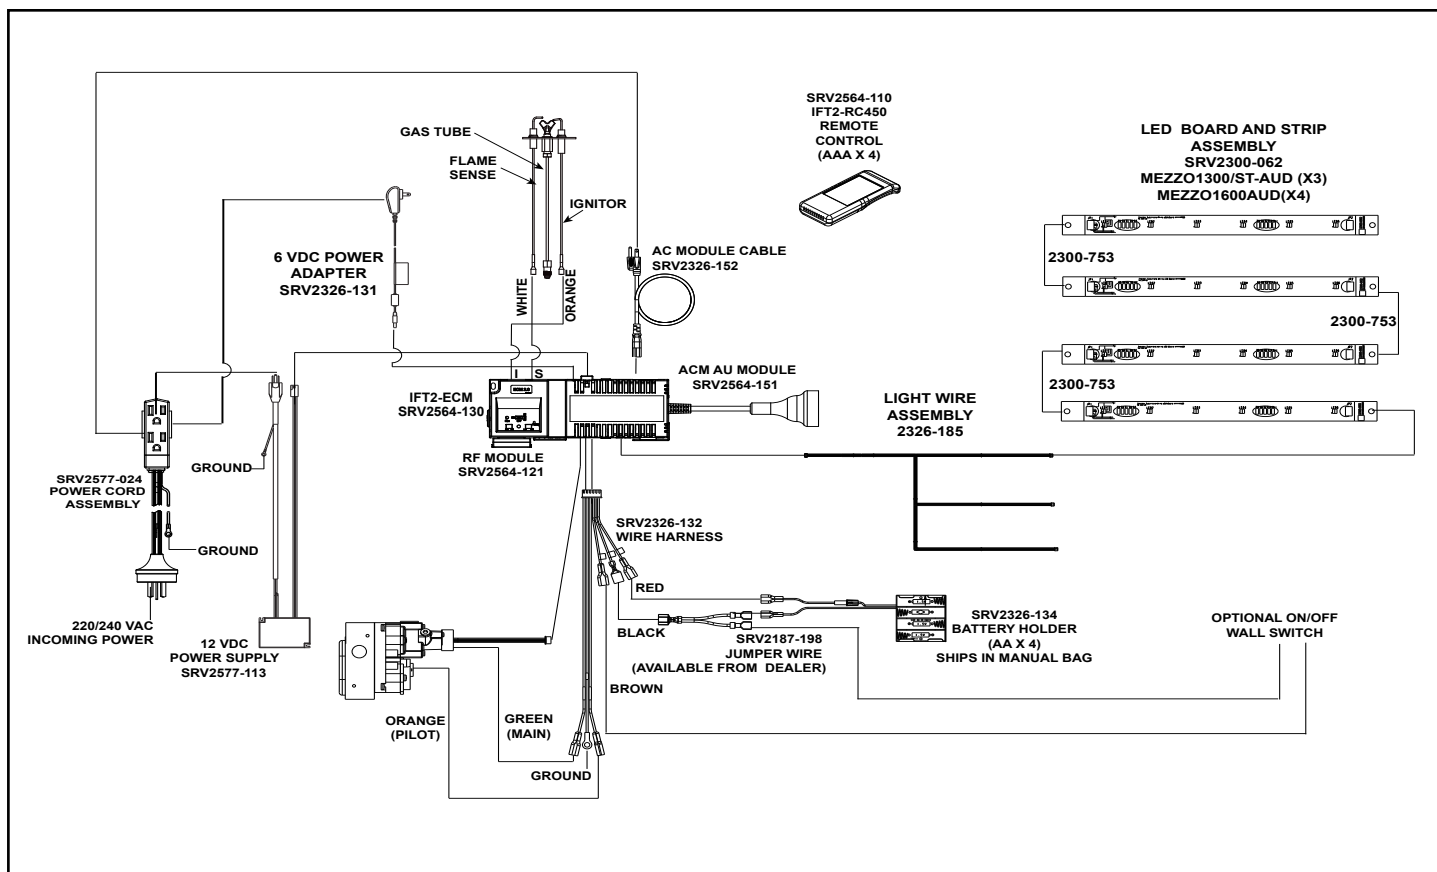 SRV2564-110
IFT2-RC450
REMOTE
CONTROL
(AAA X 4)
LED BOARD AND STRIP
ASSEMBLY
SRV2300-062
MEZZO1300/ST-AUD (X3)
MEZZO1600AUD(X4)
GAS TUBE
FLAME
SENSE
IGNITOR
6 VDC POWER
ADAPTER
SRV2326-131
AC MODULE CABLE
SRV2326-152
WHITE
ORANGE
2300-753
2300-753
2300-753
I S
IFT2-ECM
SRV2564-130
ACM AU MODULE
SRV2564-151
LIGHT WIRE
ASSEMBLY
2326-185
RF MODULE
SRV2564-121
GROUND
SRV2577-024
POWER CORD
ASSEMBLY
GROUND
220/240 VAC
INCOMING POWER
12 VDC
POWER SUPPLY
SRV2577-113
SRV2326-132
WIRE HARNESS
RED
BLACK
SRV2187-198
JUMPER WIRE
(AVAILABLE FROM DEALER)
SRV2326-134
BATTERY HOLDER
(AA X 4)
SHIPS IN MANUAL BAG
OPTIONAL ON/OFF
WALL SWITCH
BROWN
ORANGE
(PILOT)
GREEN
(MAIN)
GROUND